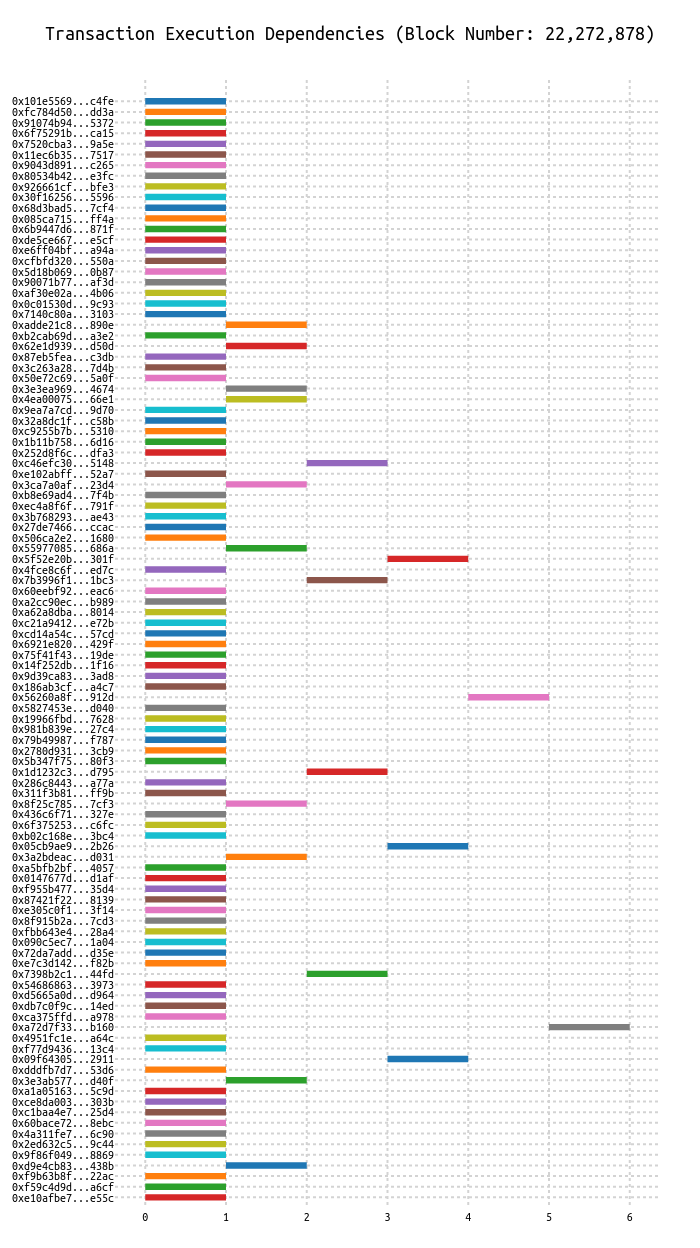 Transaction Execution Dependencies (Block Number: 22,272,878)
0x101e5569...c4fe
0xfc784d50...dd3a
0x91074b94...5372
0x6f75291b...ca15
0x7520cba3...9a5e
0x11ec6b35...7517
0x9043d891...c265
0x80534b42...e3fc
0x926661cf...bfe3
0x30f16256...5596
0x68d3bad5...7cf4
0x085ca715...ff4a
0x6b9447d6...871f
0xde5ce667...e5cf
0xe6ff04bf...a94a
0xcfbfd320...550a
0x5d18b069...0b87
0x90071b77...af3d
0xaf30e02a...4b06
0x0c01530d...9c93
0x7140c80a...3103
0xadde21c8...890e
0xb2cab69d...a3e2
0x62e1d939...d50d
0x87eb5fea...c3db
0x3c263a28...7d4b
0x50e72c69...5a0f
0x3e3ea969...4674
0x4ea00075...66e1
0x9ea7a7cd...9d70
0x32a8dc1f...c58b
0xc9255b7b...5310
0x1b11b758...6d16
0x252d8f6c...dfa3
0xc46efc30...5148
0xe102abff...52a7
0x3ca7a0af...23d4
0xb8e69ad4...7f4b
0xec4a8f6f...791f
0x3b768293...ae43
0x27de7466...ccac
0x506ca2e2...1680
0x55977085...686a
0x5f52e20b...301f
0x4fce8c6f...ed7c
0x7b3996f1...1bc3
0x60eebf92...eac6
0xa2cc90ec...b989
0xa62a8dba...8014
0xc21a9412...e72b
0xcd14a54c...57cd
0x6921e820...429f
0x75f41f43...19de
0x14f252db...1f16
0x9d39ca83...3ad8
0x186ab3cf...a4c7
0x56260a8f...912d
0x5827453e...d040
0x19966fbd...7628
0x981b839e...27c4
0x79b49987...f787
0x2780d931...3cb9
0x5b347f75...80f3
0x1d1232c3...d795
0x286c8443...a77a
0x311f3b81...ff9b
0x8f25c785...7cf3
0x436c6f71...327e
0x6f375253...c6fc
0xb02c168e...3bc4
0x05cb9ae9...2b26
0x3a2bdeac...d031
0xa5bfb2bf...4057
0x0147677d...d1af
0xf955b477...35d4
0x87421f22...8139
0xe305c0f1...3f14
0x8f915b2a...7cd3
0xfbb643e4...28a4
0x090c5ec7...1a04
0x72da7add...d35e
0xe7c3d142...f82b
0x7398b2c1...44fd
0x54686863...3973
0xd5665a0d...d964
0xdb7c0f9c...14ed
0xca375ffd...a978
0xa72d7f33...b160
0x4951fc1e...a64c
0xf77d9436...13c4
0x09f64305...2911
0xdddfb7d7...53d6
0x3e3ab577...d40f
0xa1a05163...5c9d
0xce8da003...303b
0xc1baa4e7...25d4
0x60bace72...8ebc
0x4a311fe7...6c90
0x2ed632c5...9c44
0x9f86f049...8869
0xd9e4cb83...438b
0xf9b63b8f...22ac
0xf59c4d9d...a6cf
0xe10afbe7...e55c
0 1 2 3 4 5 6